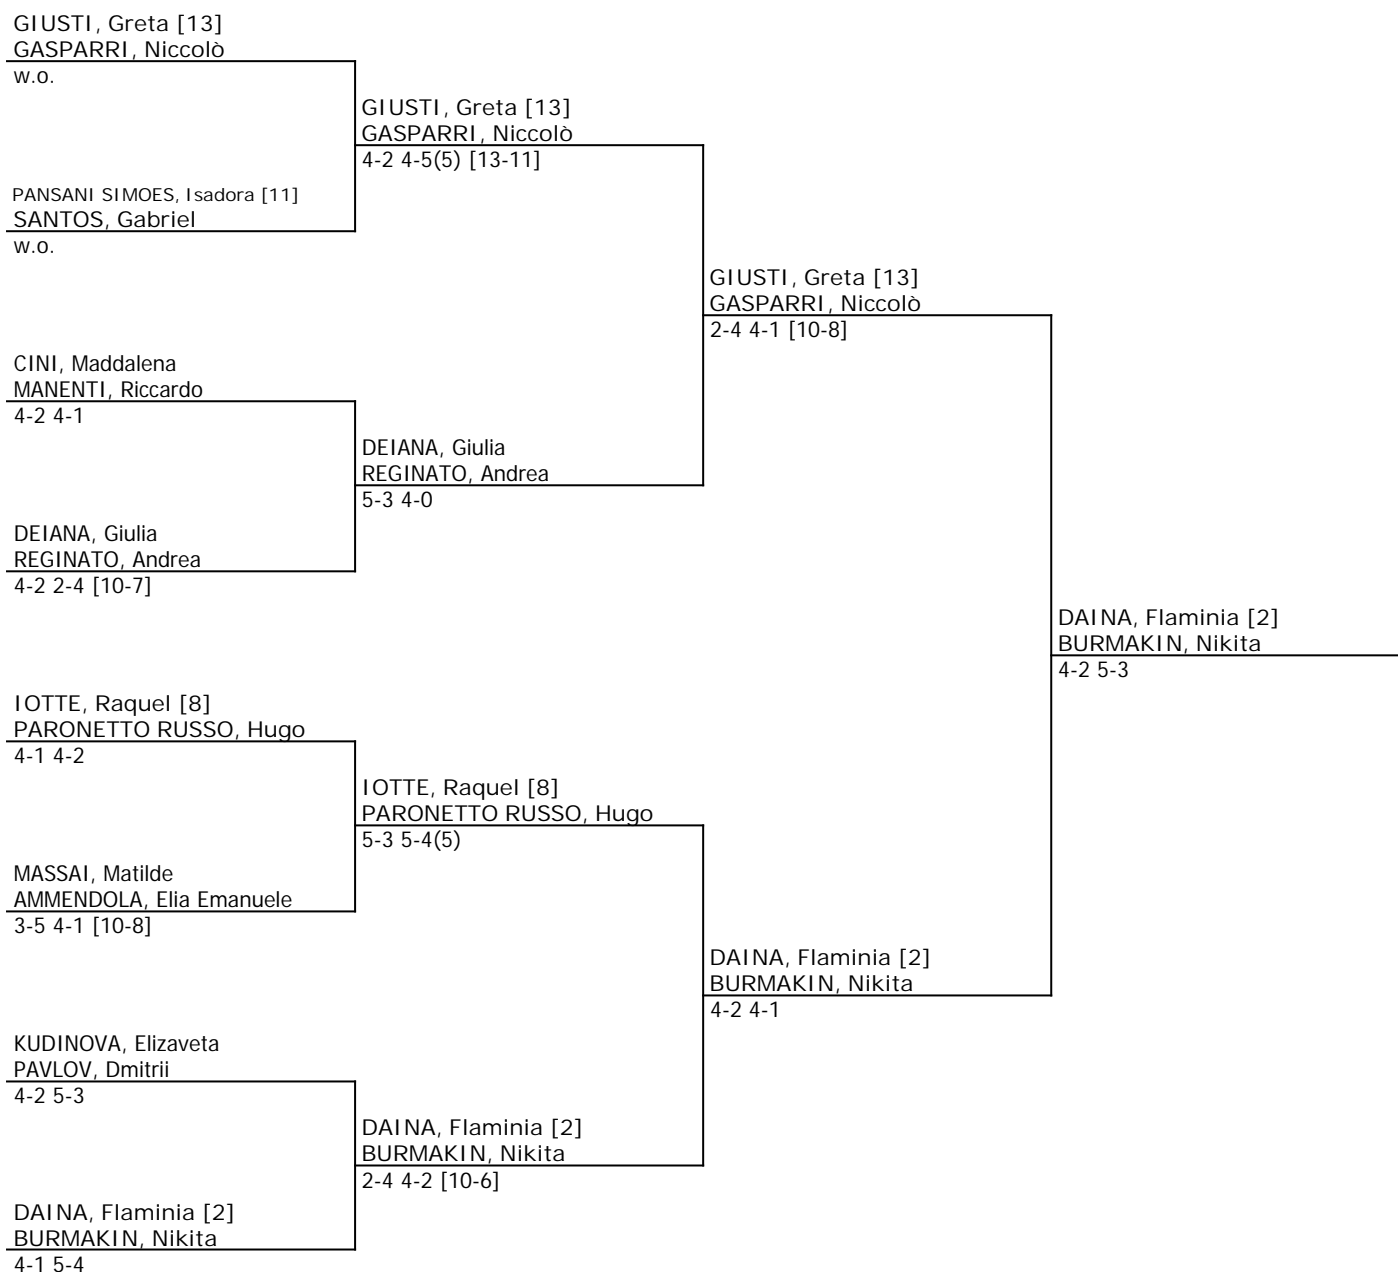 GIUSTI, Greta [13]
GASPARRI, Niccolò
w.o.
GIUSTI, Greta [13]
GASPARRI, Niccolò
4-2 4-5(5) [13-11]
PANSANI SIMOES, Isadora [11]
SANTOS, Gabriel
w.o.
GIUSTI, Greta [13]
GASPARRI, Niccolò
2-4 4-1 [10-8]
CINI, Maddalena
MANENTI, Riccardo
4-2 4-1
DEIANA, Giulia
REGINATO, Andrea
5-3 4-0
DEIANA, Giulia
REGINATO, Andrea
4-2 2-4 [10-7]
DAINA, Flaminia [2]
BURMAKIN, Nikita
4-2 5-3
IOTTE, Raquel [8]
PARONETTO RUSSO, Hugo
4-1 4-2
IOTTE, Raquel [8]
PARONETTO RUSSO, Hugo
5-3 5-4(5)
MASSAI, Matilde
AMMENDOLA, Elia Emanuele
3-5 4-1 [10-8]
DAINA, Flaminia [2]
BURMAKIN, Nikita
4-2 4-1
KUDINOVA, Elizaveta
PAVLOV, Dmitrii
4-2 5-3
DAINA, Flaminia [2]
BURMAKIN, Nikita
2-4 4-2 [10-6]
DAINA, Flaminia [2]
BURMAKIN, Nikita
4-1 5-4